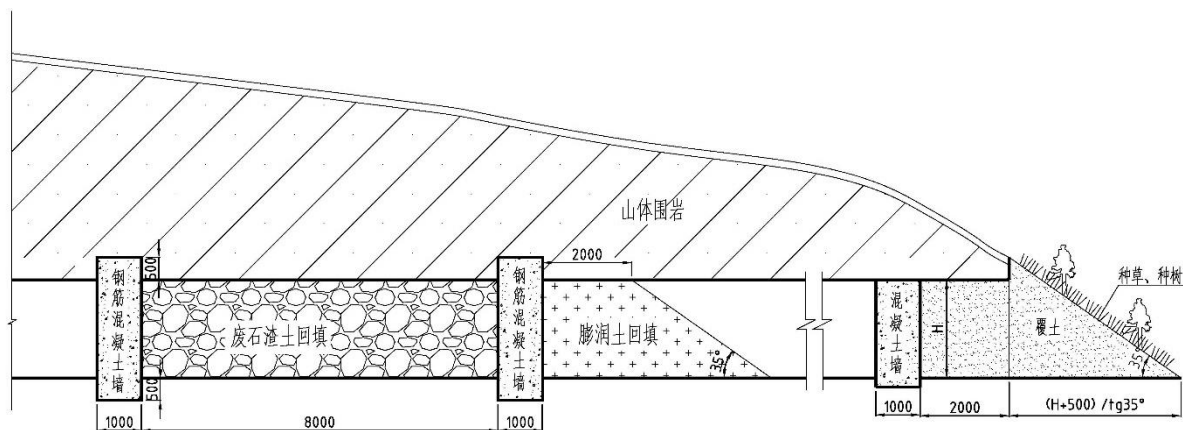 山体围岩
2000
500
钢筋混凝土墙
废石渣土回填
钢筋混凝土墙
膨润土回填
35°
混凝土墙
H
覆土
35°
种草、种树
500
1000
8000
1000
1000
2000
(H+500)/tg35°